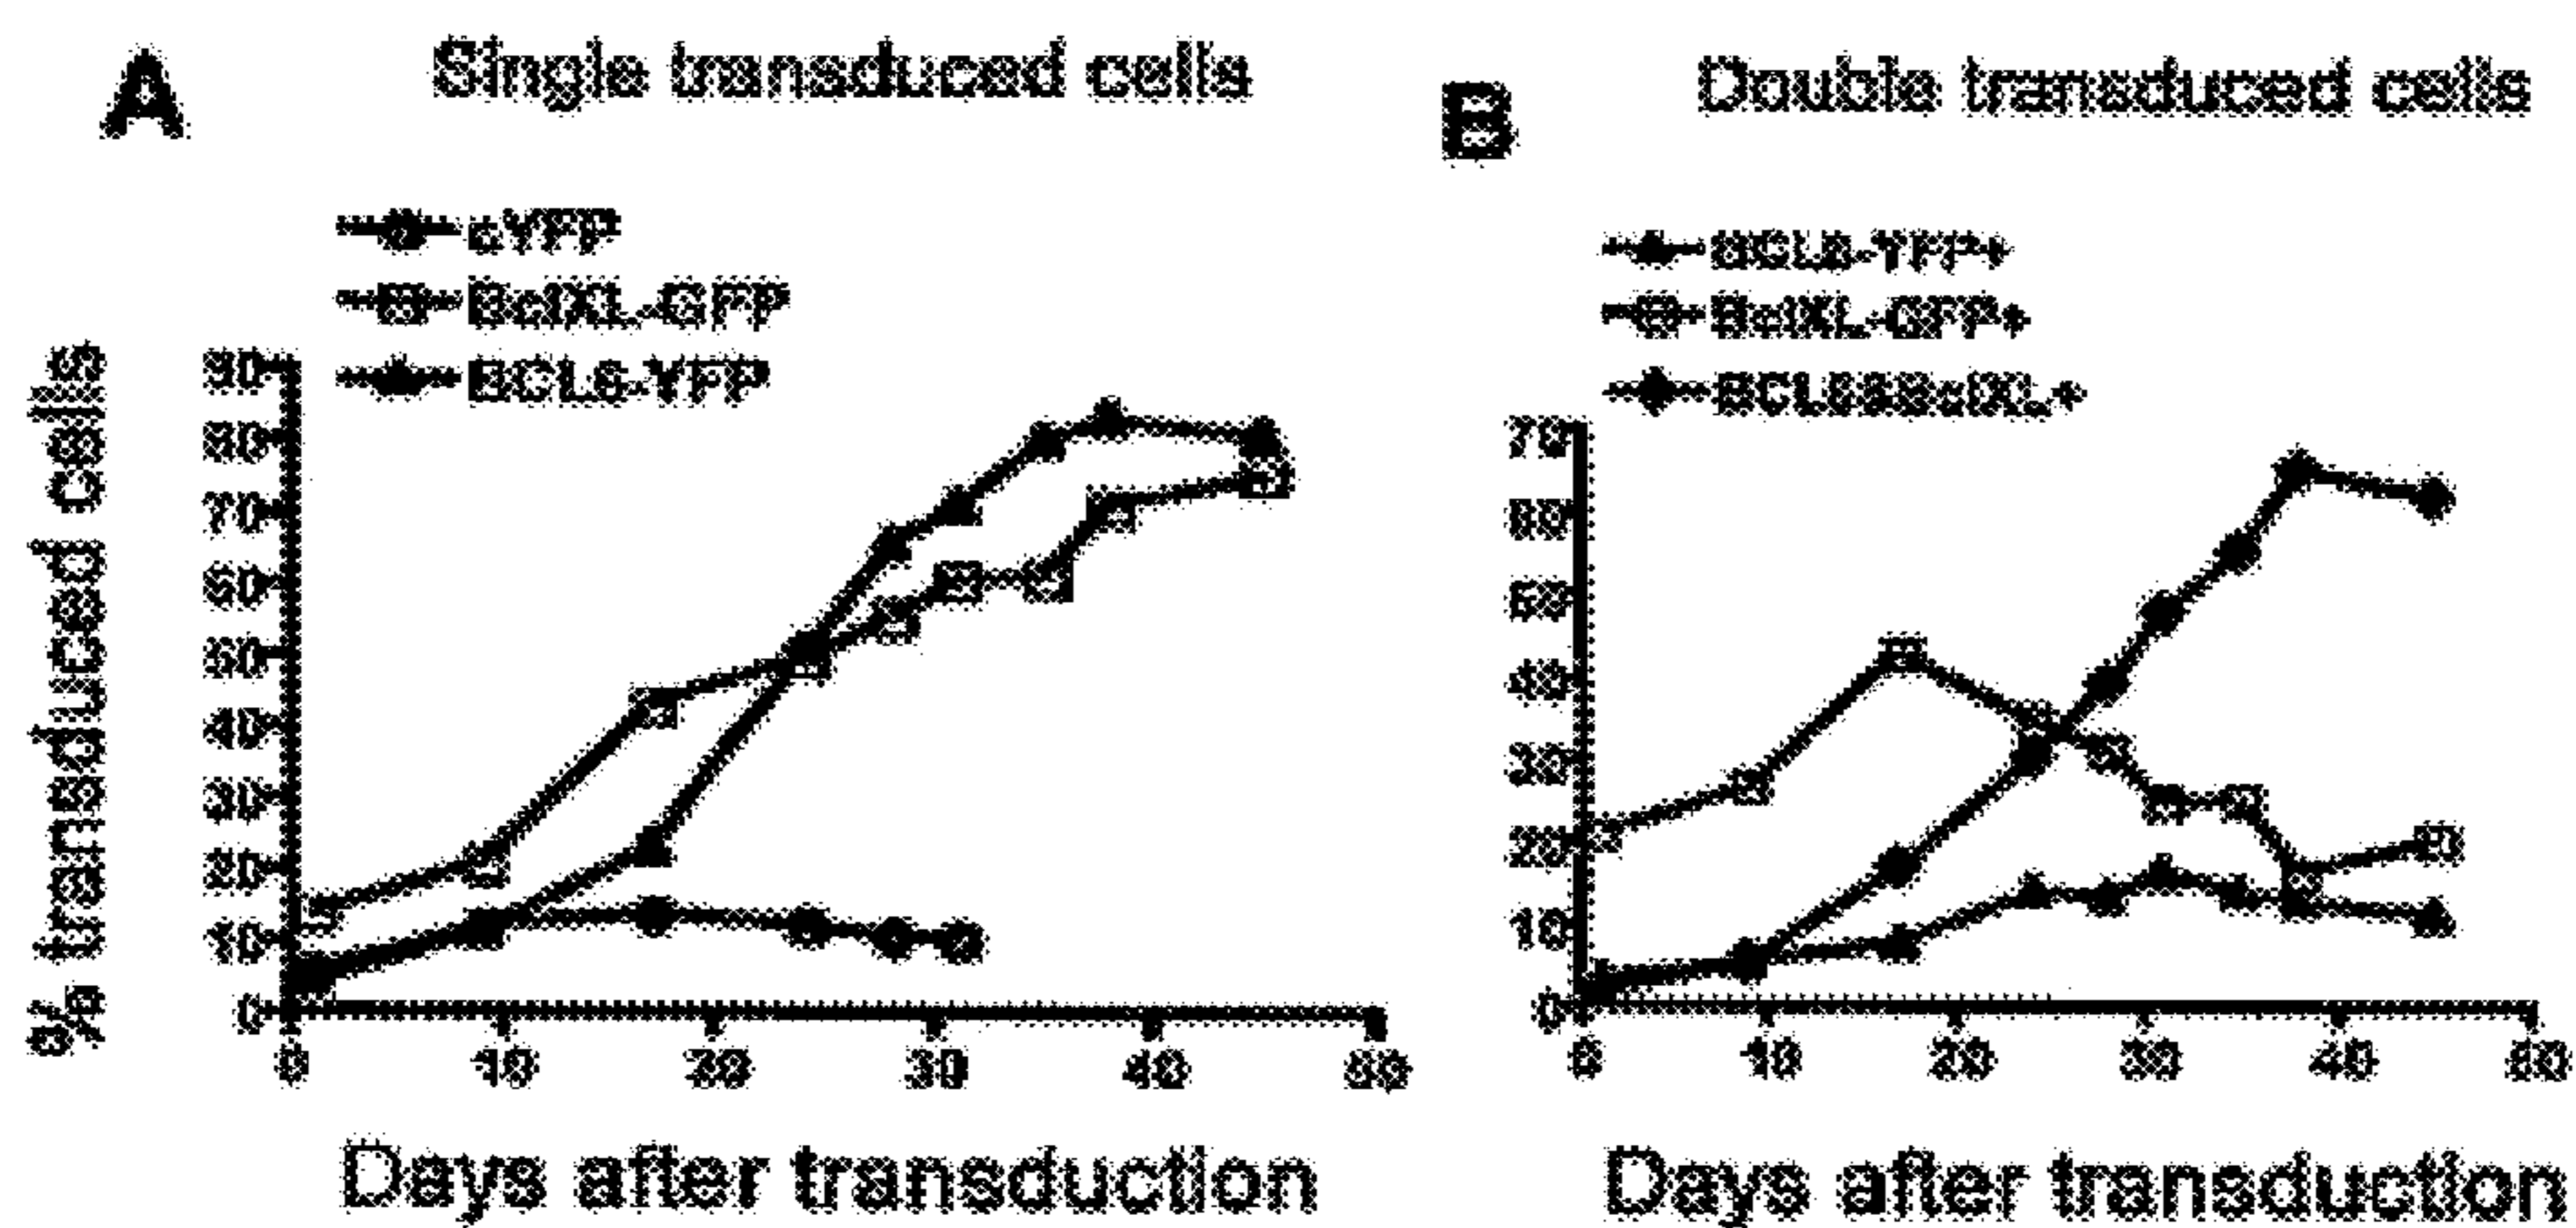 A
Single transduced cells
cYFP
BclXL-GFP
BCL6-YFP
% transduced cells
90
80
70
60
50
40
30
20
10
0
0 10 20 30 40 50
Days after transduction
B
Double transduced cells
BCL6-YFP+
BclXL-GFP+
BCL6&BclXL+
70
60
50
40
30
20
10
0
0 10 20 30 40 50
Days after transduction